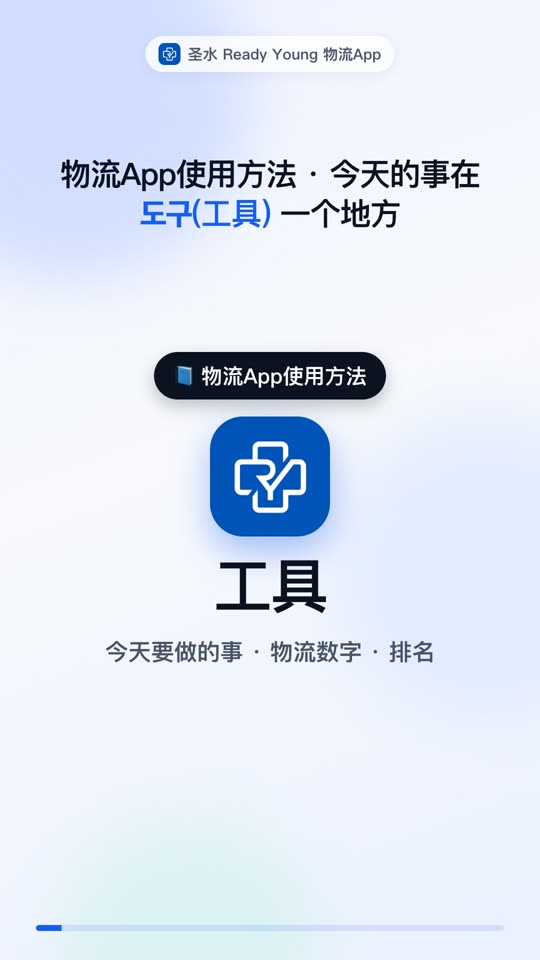 圣水 Ready Young 物流App
物流App使用方法 · 今天的事在
도구(工具) 一个地方
物流App使用方法
RY
工具
今天要做的事 · 物流数字 · 排名